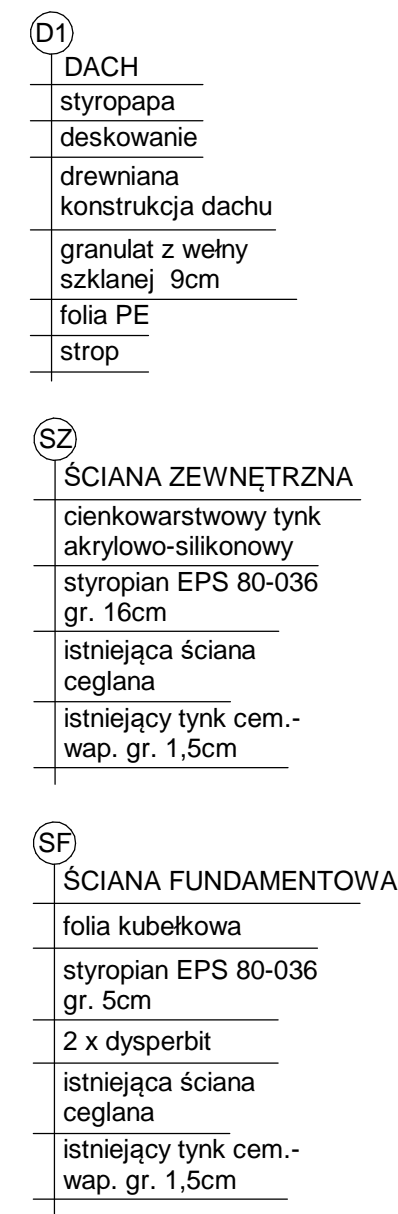 D1
DACH
styropapa
deskowanie
drewniana
konstrukcja dachu
granulat z wełny
szklanej 9cm
folia PE
strop
SZ
ŚCIANA ZEWNĘTRZNA
cienkowarstwowy tynk
akrylowo-silikonowy
styropian EPS 80-036
gr. 16cm
istniejąca ściana
ceglana
istniejący tynk cem.-
wap. gr. 1,5cm
SF
ŚCIANA FUNDAMENTOWA
folia kubełkowa
styropian EPS 80-036
gr. 5cm
2 x dysperbit
istniejąca ściana
ceglana
istniejący tynk cem.-
wap. gr. 1,5cm